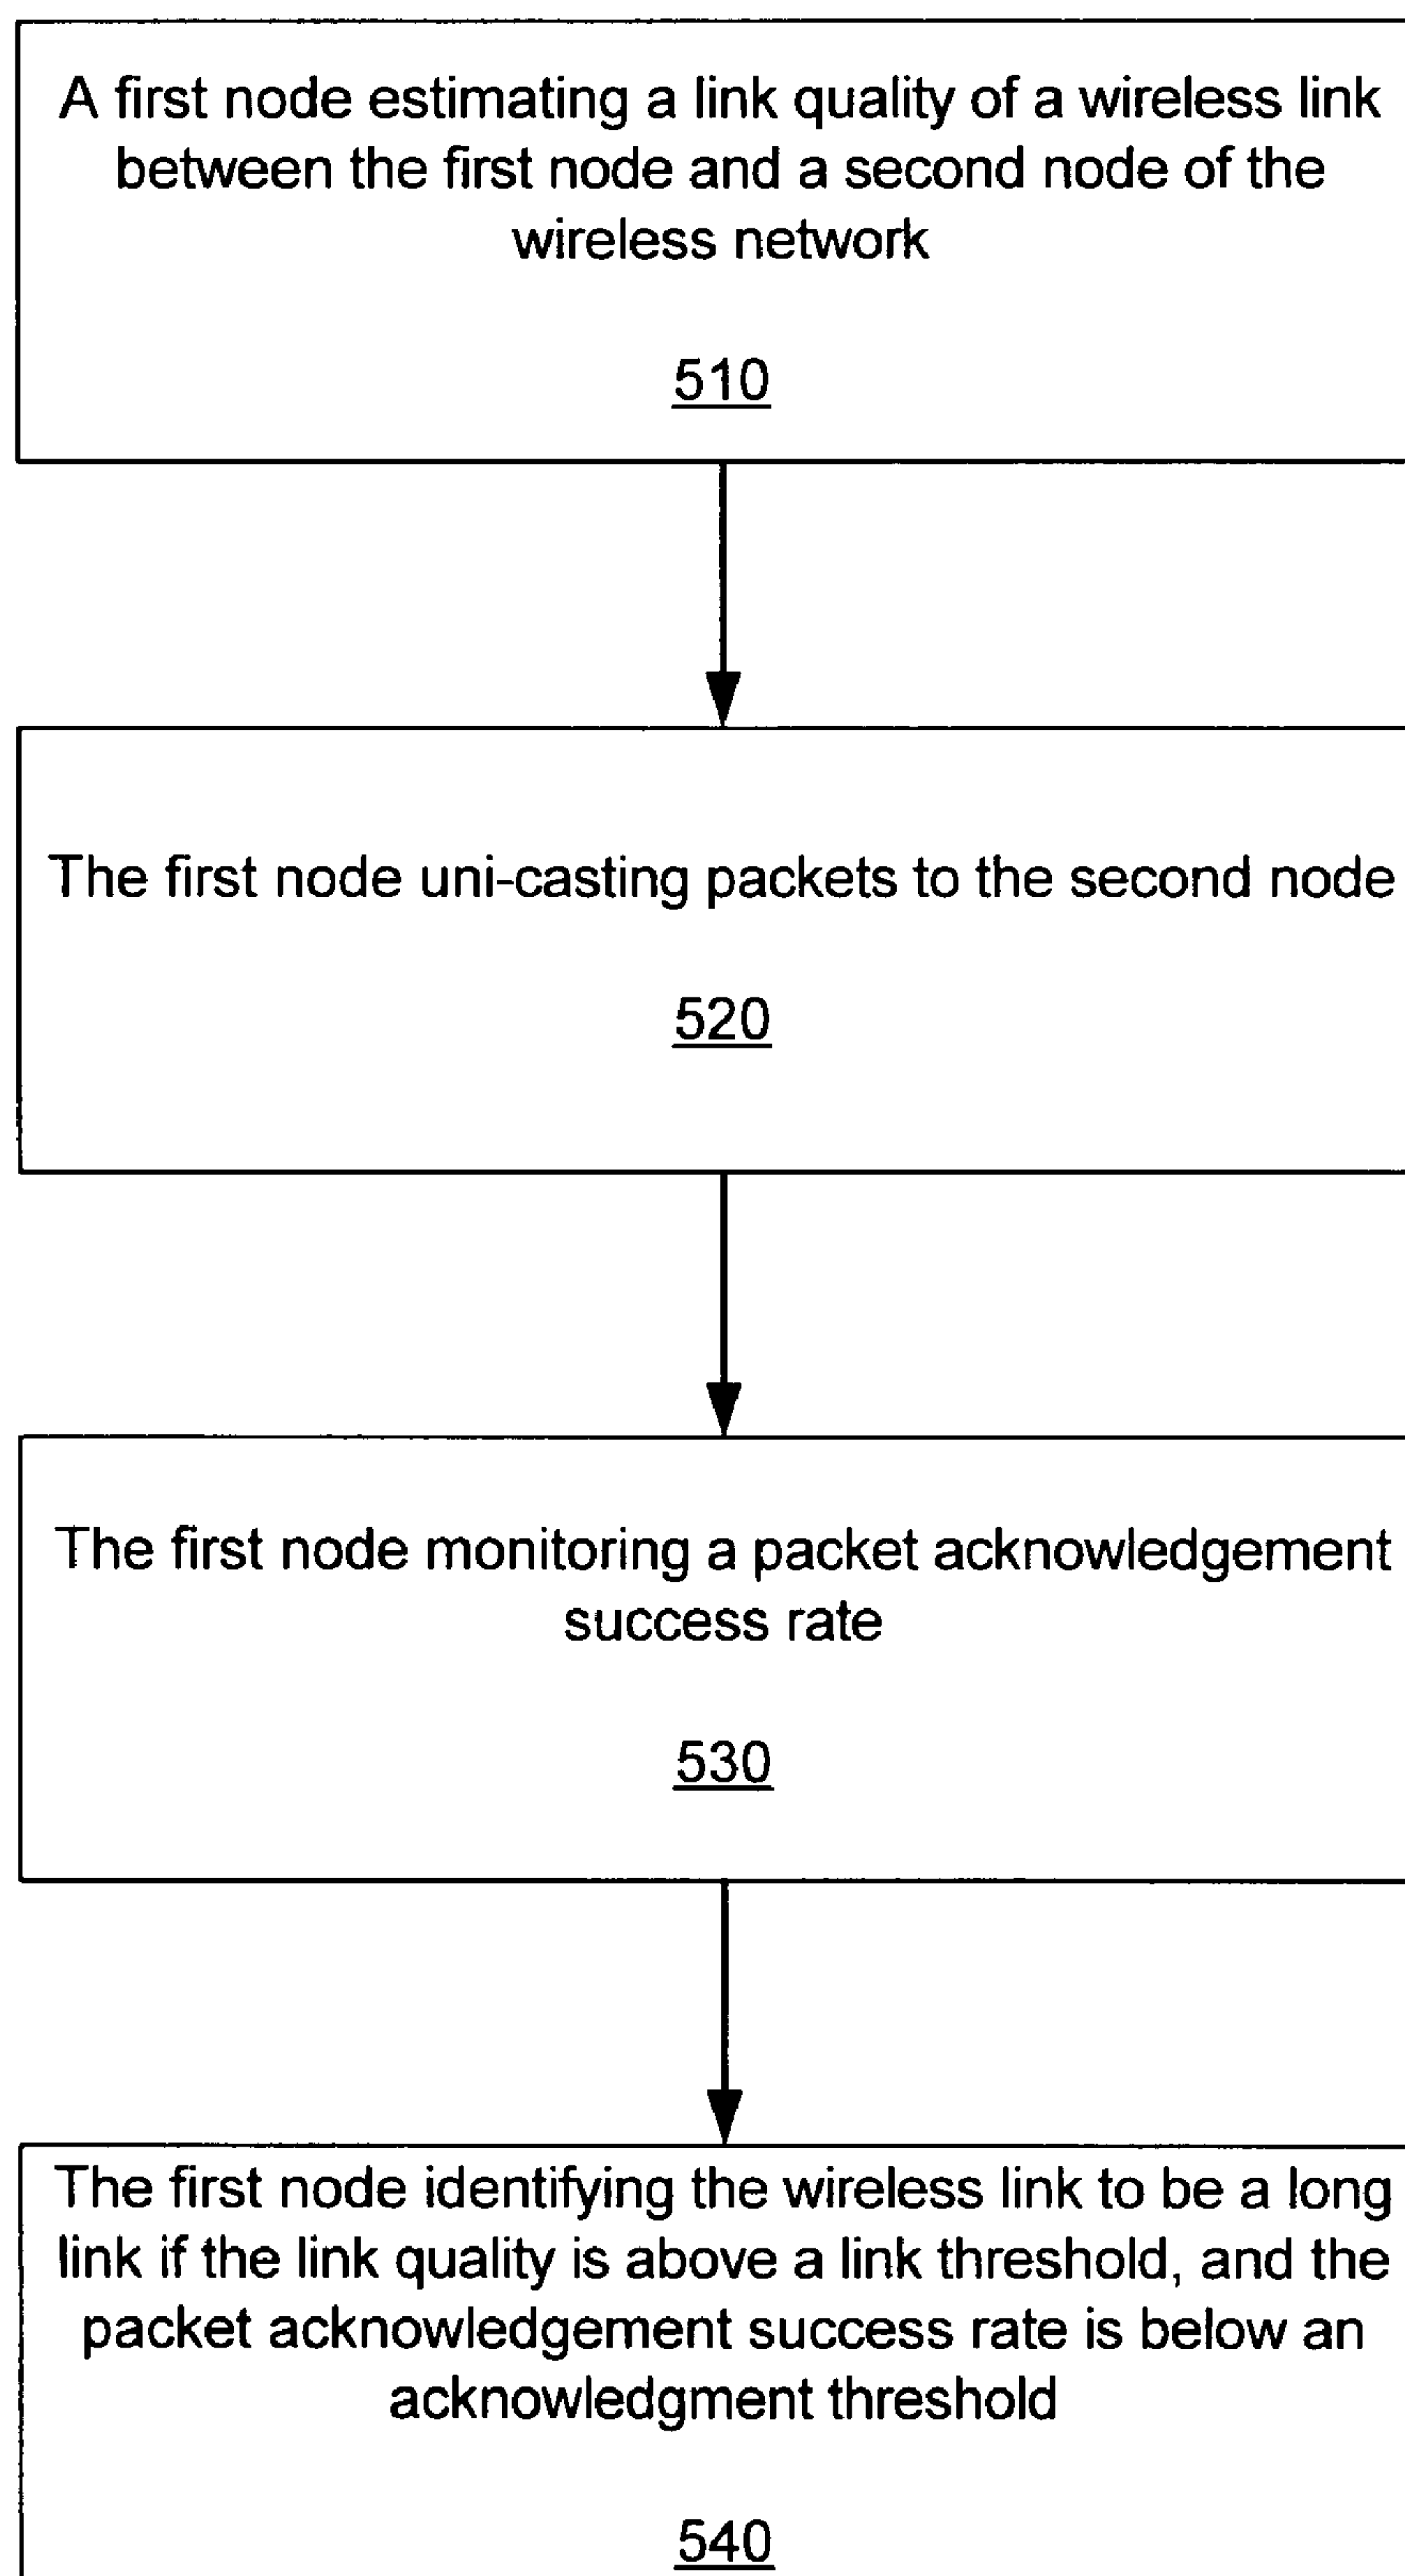 A first node estimating a link quality of a wireless link
between the first node and a second node of the
wireless network
510
The first node uni-casting packets to the second node
520
The first node monitoring a packet acknowledgement
success rate
530
The first node identifying the wireless link to be a long
link if the link quality is above a link threshold, and the
packet acknowledgement success rate is below an
acknowledgment threshold
540